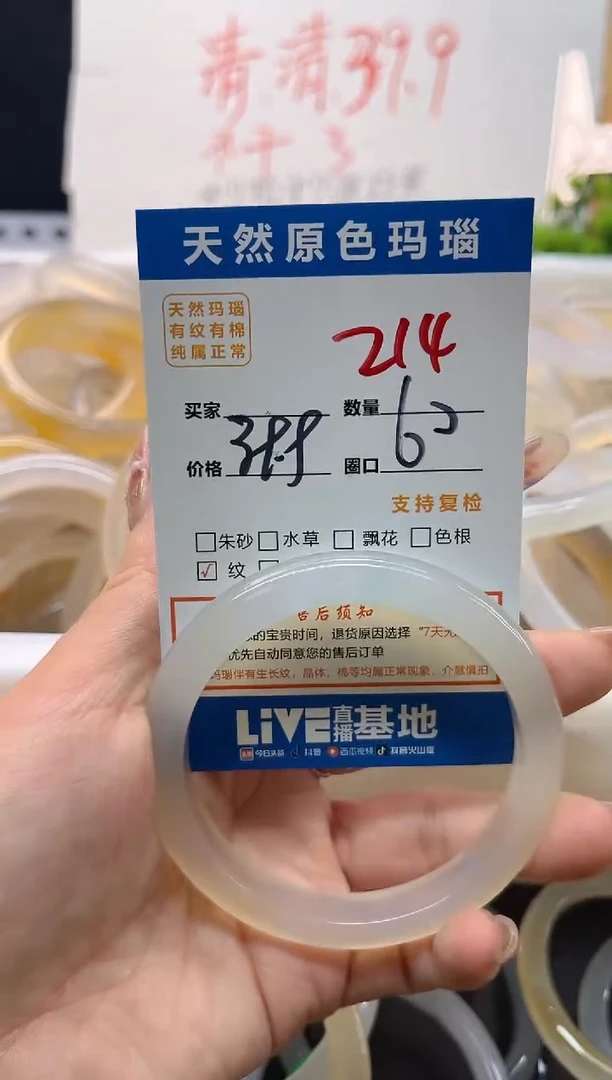 清清39.9
天然原色玛瑙
天然玛瑙
有纹有棉
纯属正常
214
买家 数量
价格 圈口 60
支持复检
□朱砂 □水草 □飘花 □色根
☑纹
售后须知
的宝贵时间，退货原因选择“7天无
优先自动同意您的售后订单
玛瑙伴有生长纹，晶体，棉等均属正常现象，介意慎拍
LiVE直播基地
今日头条 抖音 西瓜视频 抖音火山版